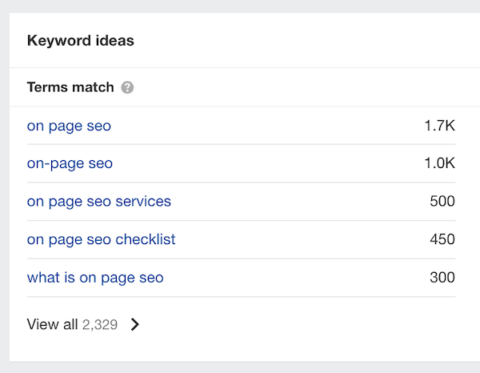 Keyword ideas
Terms match ?
on page seo 1.7K
on-page seo 1.0K
on page seo services 500
on page seo checklist 450
what is on page seo 300
View all 2,329